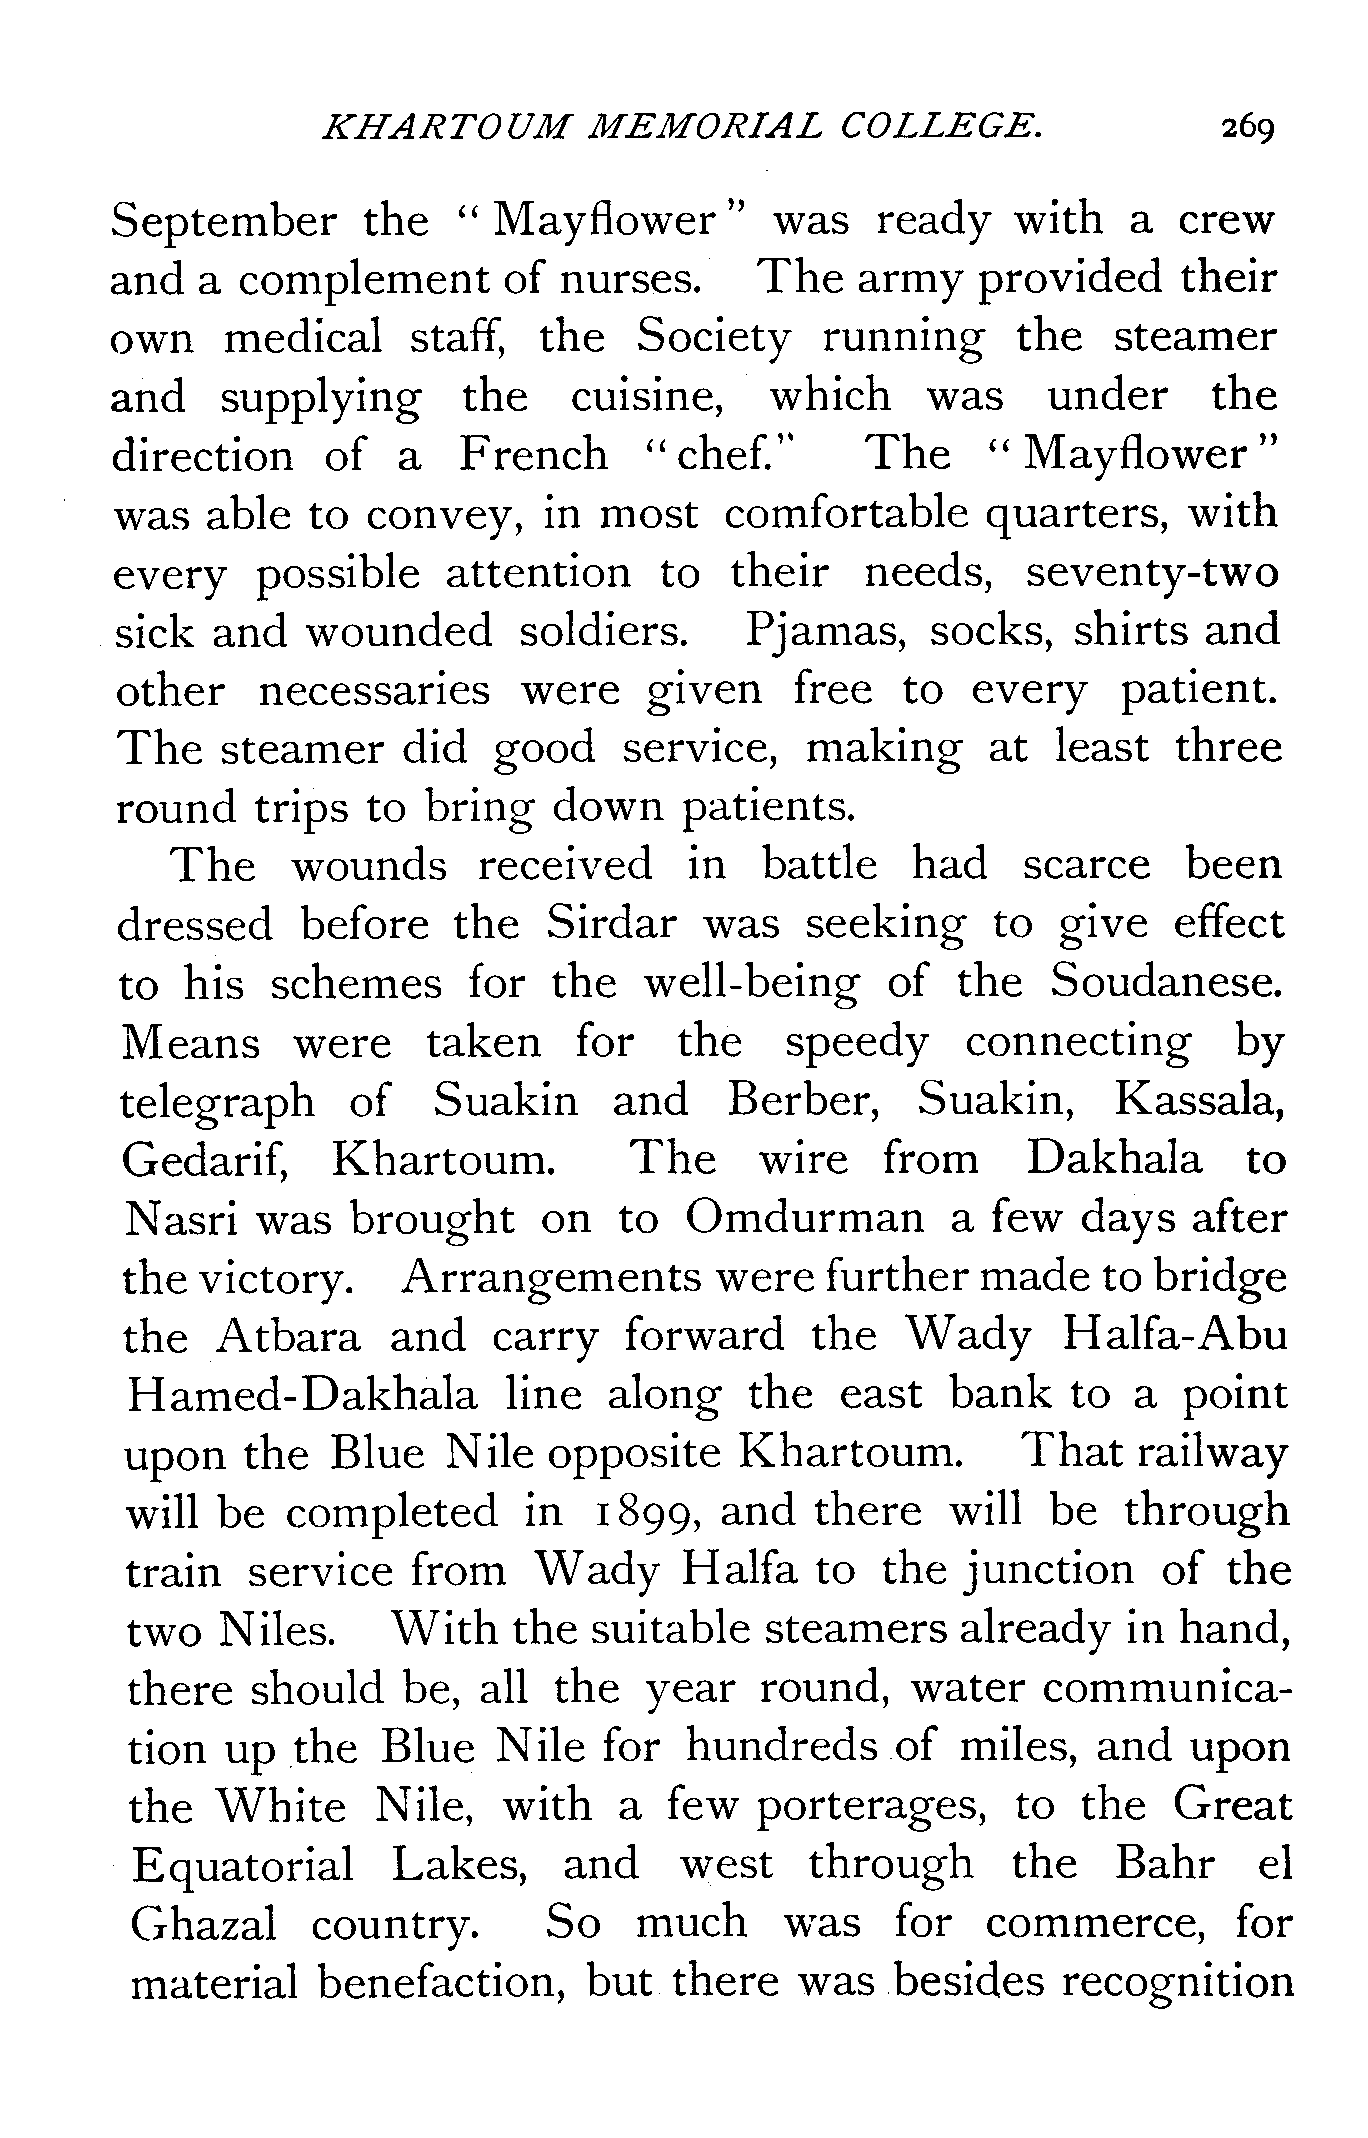 KHARTOUM MEMORIAL COLLEGE. 269
September the " Mayflower " was ready with a crew
and a complement of nurses. The army provided their
own medical staff, the Society running the steamer
and supplying the cuisine, which was under the
direction of a French " chef." The " Mayflower "
was able to convey, in most comfortable quarters, with
every possible attention to their needs, seventy-two
sick and wounded soldiers. Pjamas, socks, shirts and
other necessaries were given free to every patient.
The steamer did good service, making at least three
round trips to bring down patients.
The wounds received in battle had scarce been
dressed before the Sirdar was seeking to give effect
to his schemes for the well-being of the Soudanese.
Means were taken for the speedy connecting by
telegraph of Suakin and Berber, Suakin, Kassala,
Gedarif, Khartoum. The wire from Dakhala to
Nasri was brought on to Omdurman a few days after
the victory. Arrangements were further made to bridge
the Atbara and carry forward the Wady Halfa-Abu
Hamed-Dakhala line along the east bank to a point
upon the Blue Nile opposite Khartoum. That railway
will be completed in 1899, and there will be through
train service from Wady Halfa to the junction of the
two Niles. With the suitable steamers already in hand,
there should be, all the year round, water communica-
tion up the Blue Nile for hundreds of miles, and upon
the White Nile, with a few porterages, to the Great
Equatorial Lakes, and west through the Bahr el
Ghazal country. So much was for commerce, for
material benefaction, but there was besides recognition